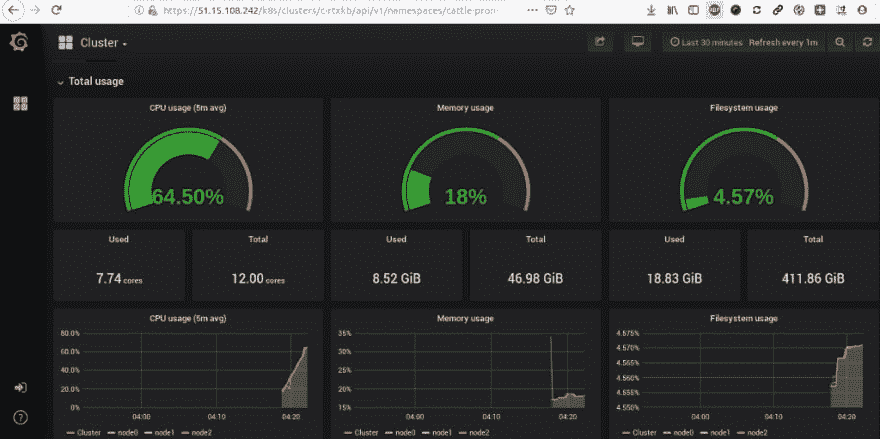 https://51.15.108.242/k8s/clusters/c-rtxkb/api/v1/namespaces/cattle-prom
Cluster
Last 30 minutes Refresh every 1m
Total usage
CPU usage (5m avg) Memory usage Filesystem usage
64.50% 18% 4.57%
Used Total Used Total Used Total
7.74 cores 12.00 cores 8.52 GiB 46.98 GiB 18.83 GiB 411.86 GiB
CPU usage (5m avg) Memory usage Filesystem usage
80.0% 35% 4.575%
60.0% 30% 4.570%
40.0% 25% 4.565%
4.560%
20.0% 20% 4.555%
0% 15% 4.550%
04:00 04:10 04:20 04:00 04:10 04:20 04:00 04:10 04:20
Cluster node0 node1 node2 Cluster node0 node1 node2 Cluster node0 node1 node2